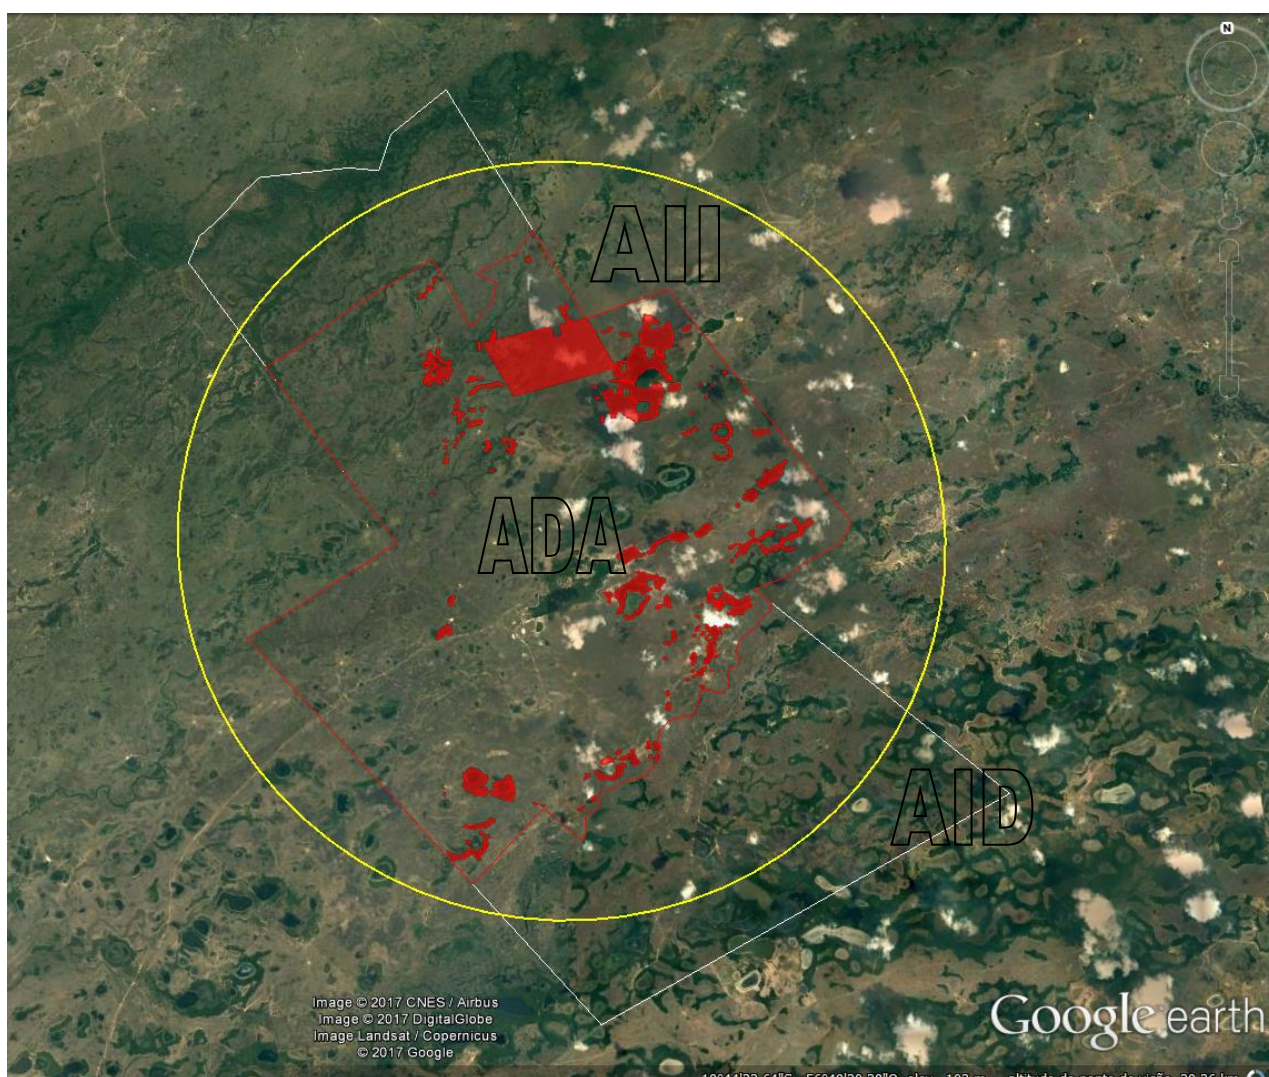 N
AII
ADA
AID
Image © 2017 CNES / Airbus
Image © 2017 DigitalGlobe
Image Landsat / Copernicus
© 2017 Google
Google earth